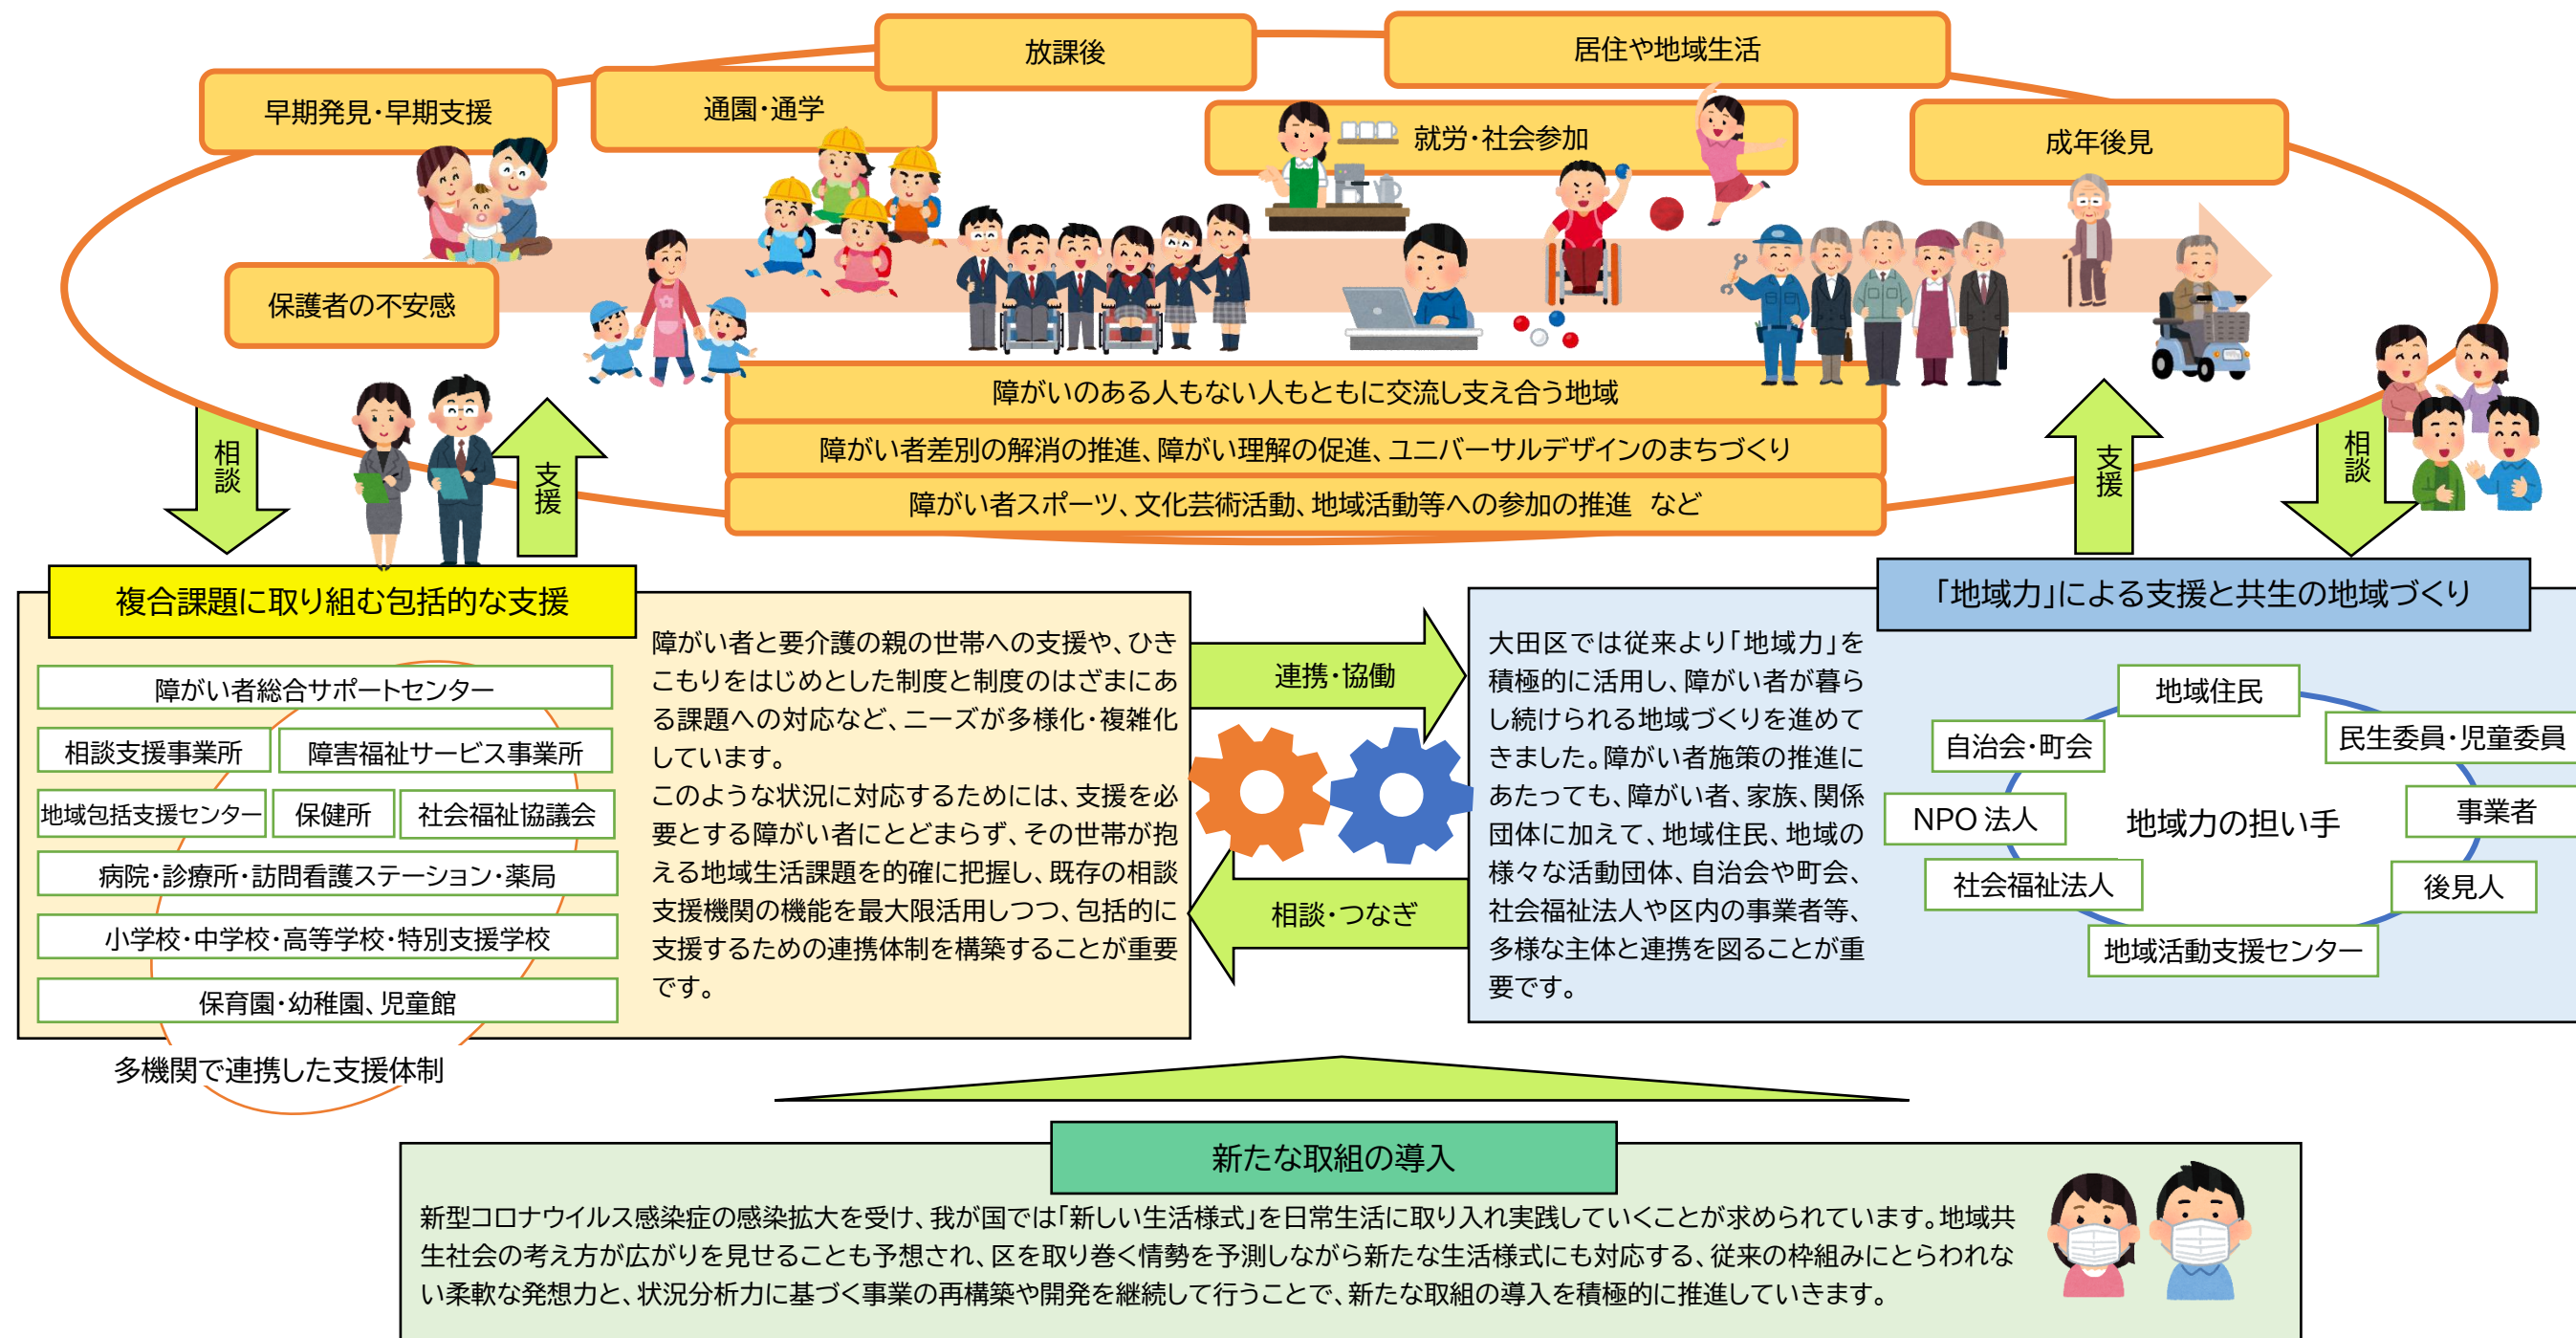 放課後
居住や地域生活
早期発見・早期支援
通園・通学
就労・社会参加
成年後見
保護者の不安感
障がいのある人もない人もともに交流し支え合う地域
障がい者差別の解消の推進、障がい理解の促進、ユニバーサルデザインのまちづくり
障がい者スポーツ、文化芸術活動、地域活動等への参加の推進　など
相談
支援
支援
相談
複合課題に取り組む包括的な支援
障がい者総合サポートセンター
相談支援事業所
障害福祉サービス事業所
地域包括支援センター
保健所
社会福祉協議会
病院・診療所・訪問看護ステーション・薬局
小学校・中学校・高等学校・特別支援学校
保育園・幼稚園、児童館
多機関で連携した支援体制
障がい者と要介護の親の世帯への支援や、ひき
こもりをはじめとした制度と制度のはざまにあ
る課題への対応など、ニーズが多様化・複雑化
しています。
このような状況に対応するためには、支援を必
要とする障がい者にとどまらず、その世帯が抱
える地域生活課題を的確に把握し、既存の相談
支援機関の機能を最大限活用しつつ、包括的に
支援するための連携体制を構築することが重要
です。
連携・協働
相談・つなぎ
「地域力」による支援と共生の地域づくり
大田区では従来より「地域力」を
積極的に活用し、障がい者が暮ら
し続けられる地域づくりを進めて
きました。障がい者施策の推進に
あたっても、障がい者、家族、関係
団体に加えて、地域住民、地域の
様々な活動団体、自治会や町会、
社会福祉法人や区内の事業者等、
多様な主体と連携を図ることが重
要です。
地域住民
自治会・町会
民生委員・児童委員
NPO 法人
地域力の担い手
事業者
社会福祉法人
後見人
地域活動支援センター
新たな取組の導入
新型コロナウイルス感染症の感染拡大を受け、我が国では「新しい生活様式」を日常生活に取り入れ実践していくことが求められています。地域共
生社会の考え方が広がりを見せることも予想され、区を取り巻く情勢を予測しながら新たな生活様式にも対応する、従来の枠組みにとらわれな
い柔軟な発想力と、状況分析力に基づく事業の再構築や開発を継続して行うことで、新たな取組の導入を積極的に推進していきます。